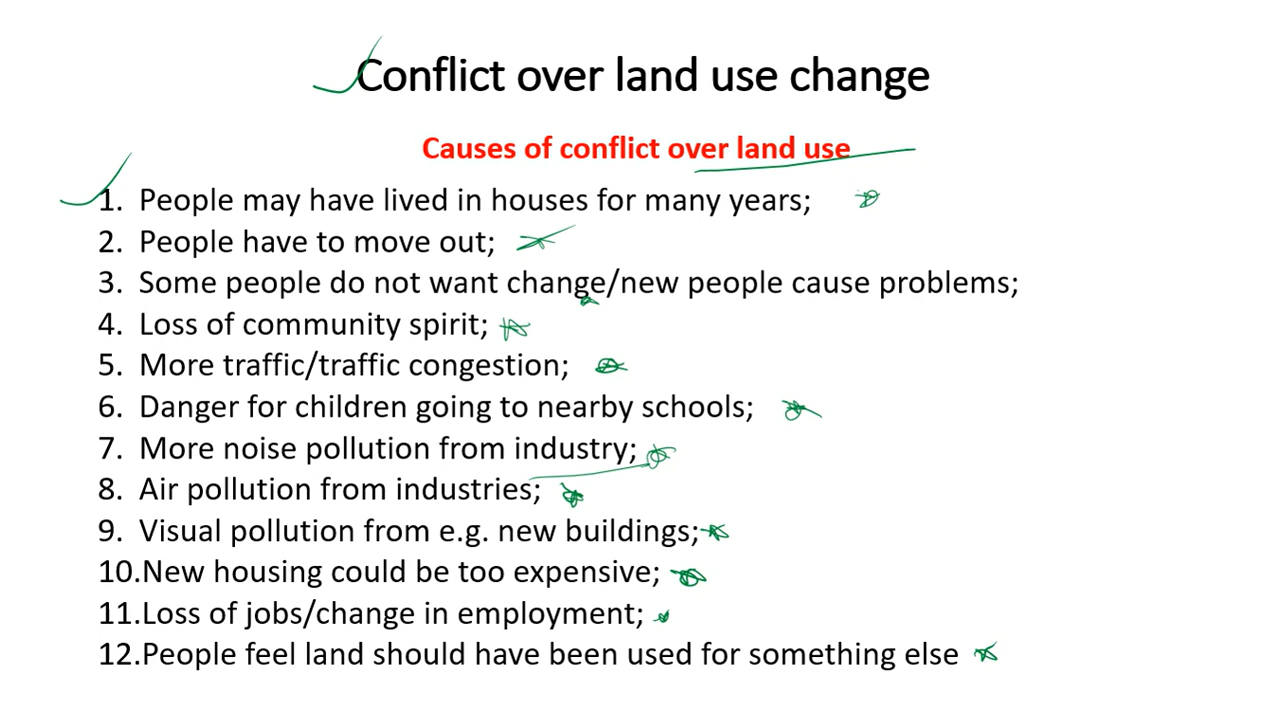 Conflict over land use change
Causes of conflict over land use
1. People may have lived in houses for many years;
2. People have to move out;
3. Some people do not want change/new people cause problems;
4. Loss of community spirit;
5. More traffic/traffic congestion;
6. Danger for children going to nearby schools;
7. More noise pollution from industry;
8. Air pollution from industries;
9. Visual pollution from e.g. new buildings;
10.New housing could be too expensive;
11.Loss of jobs/change in employment;
12.People feel land should have been used for something else